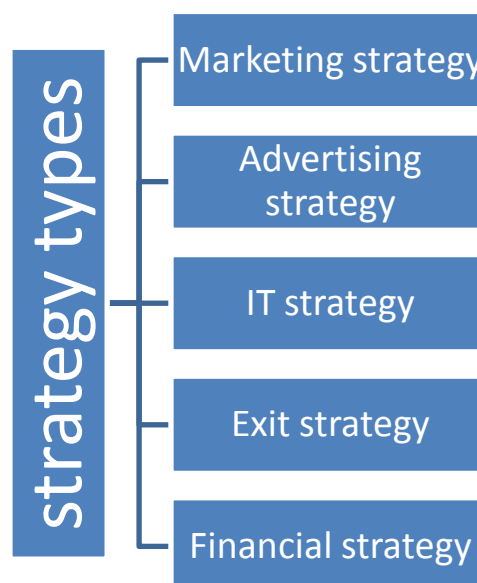 strategy types
Marketing strategy
Advertising
strategy
IT strategy
Exit strategy
Financial strategy